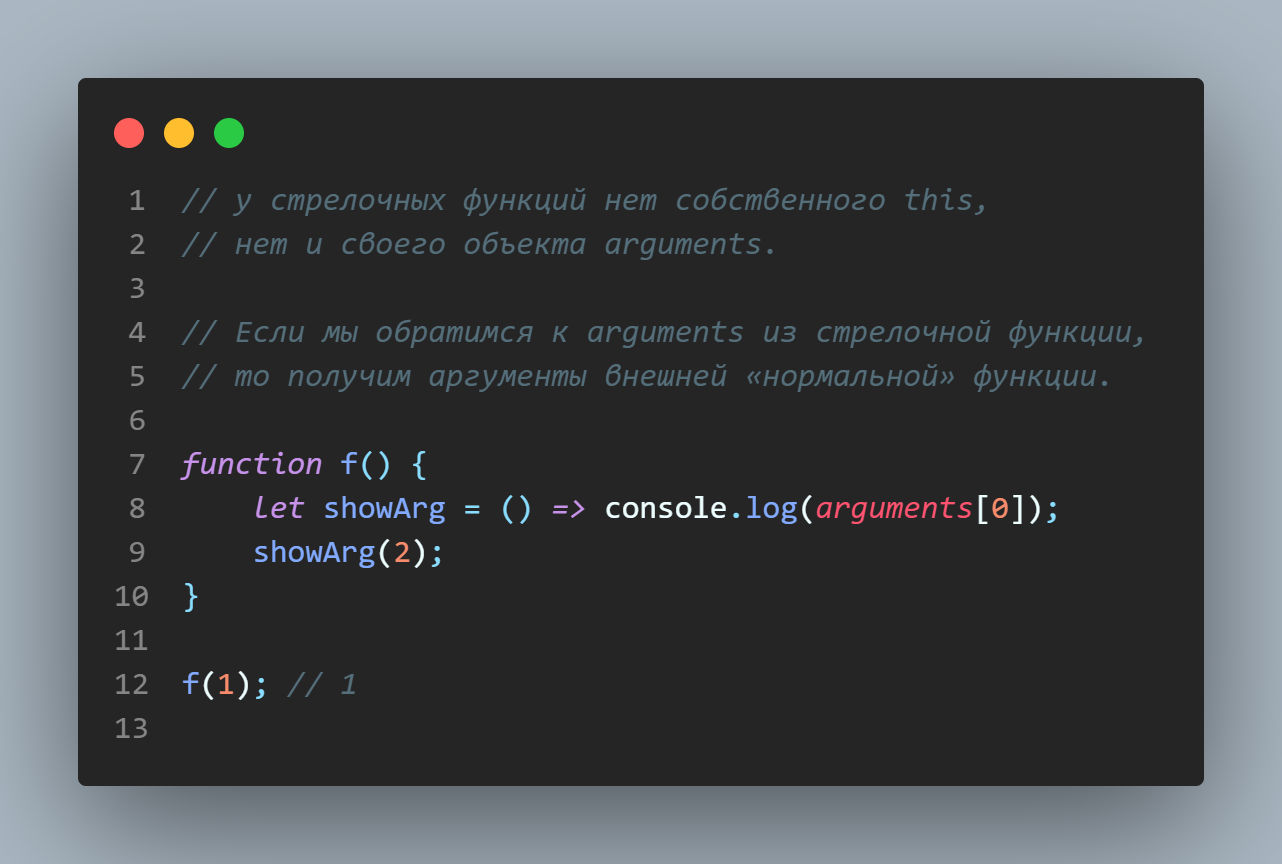 1 // у стрелочных функций нет собственного this,
2 // нет и своего объекта arguments.
3
4 // Если мы обратимся к arguments из стрелочной функции,
5 // то получим аргументы внешней «нормальной» функции.
6
7 function f() {
8     let showArg = () => console.log(arguments[0]);
9     showArg(2);
10 }
11
12 f(1); // 1
13